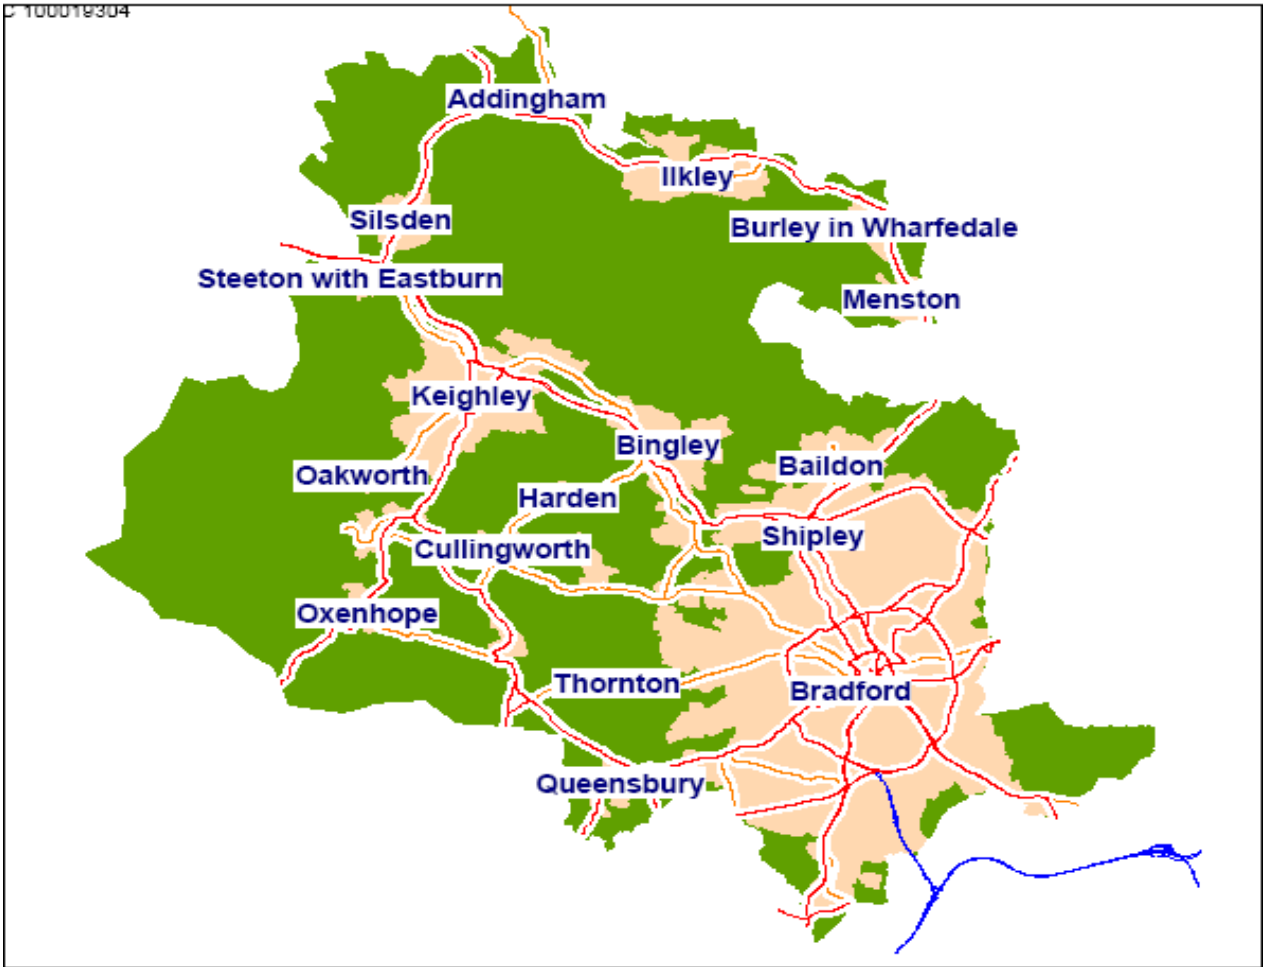 C 100019304
Addingham
Ilkley
Silsden
Burley in Wharfedale
Steeton with Eastburn
Menston
Keighley
Bingley
Baildon
Oakworth
Harden
Shipley
Cullingworth
Oxenhope
Thornton
Bradford
Queensbury